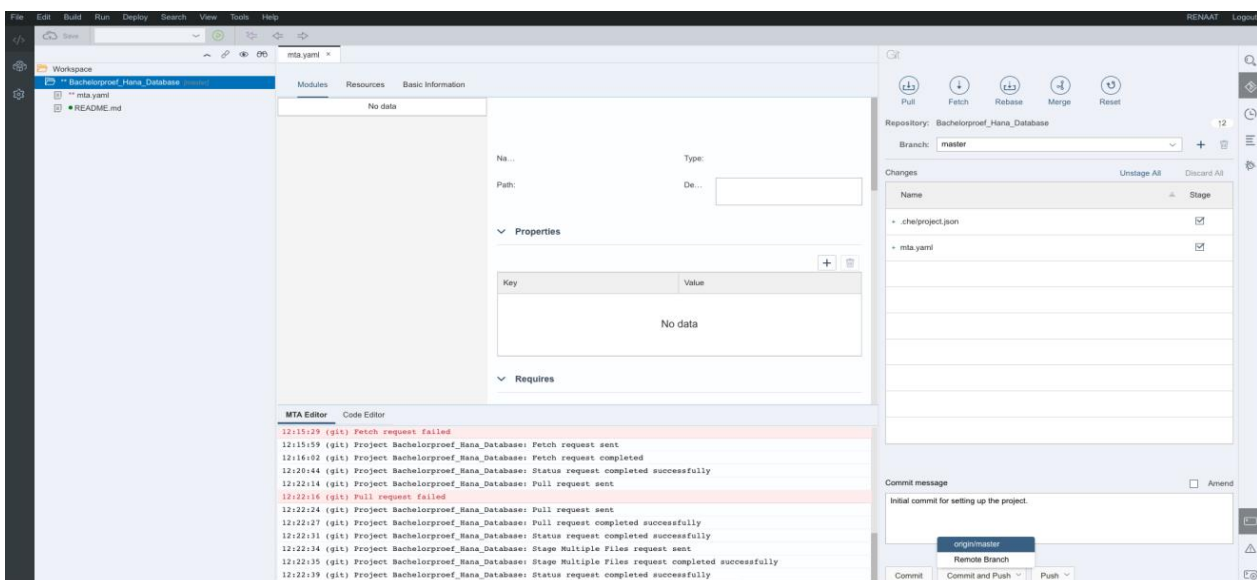 File Edit Build Run Deploy Search View Tools Help RENAAT Logout
Save
mta.yaml ×
Workspace
** Bachelorproef_Hana_Database [master]
** mta.yaml
README.md
Modules Resources Basic Information
No data
Na... Type:
Path: De...
Properties
Key Value
No data
Requires
MTA Editor Code Editor
12:15:29 (git) Fetch request failed
12:15:59 (git) Project Bachelorproef_Hana_Database: Fetch request sent
12:16:02 (git) Project Bachelorproef_Hana_Database: Fetch request completed
12:20:44 (git) Project Bachelorproef_Hana_Database: Status request completed successfully
12:22:14 (git) Project Bachelorproef_Hana_Database: Pull request sent
12:22:16 (git) Pull request failed
12:22:24 (git) Project Bachelorproef_Hana_Database: Pull request sent
12:22:27 (git) Project Bachelorproef_Hana_Database: Pull request completed successfully
12:22:31 (git) Project Bachelorproef_Hana_Database: Status request completed successfully
12:22:34 (git) Project Bachelorproef_Hana_Database: Stage Multiple Files request sent
12:22:35 (git) Project Bachelorproef_Hana_Database: Stage Multiple Files request completed successfully
12:22:39 (git) Project Bachelorproef_Hana_Database: Status request completed successfully
Pull Fetch Rebase Merge Reset
Repository: Bachelorproef_Hana_Database
Branch: master
Changes Unstage All Discard All
Name Stage
+ .che/project.json
+ mta.yaml
Commit message Amend
Initial commit for setting up the project.
origin/master
Remote Branch
Commit Commit and Push Push